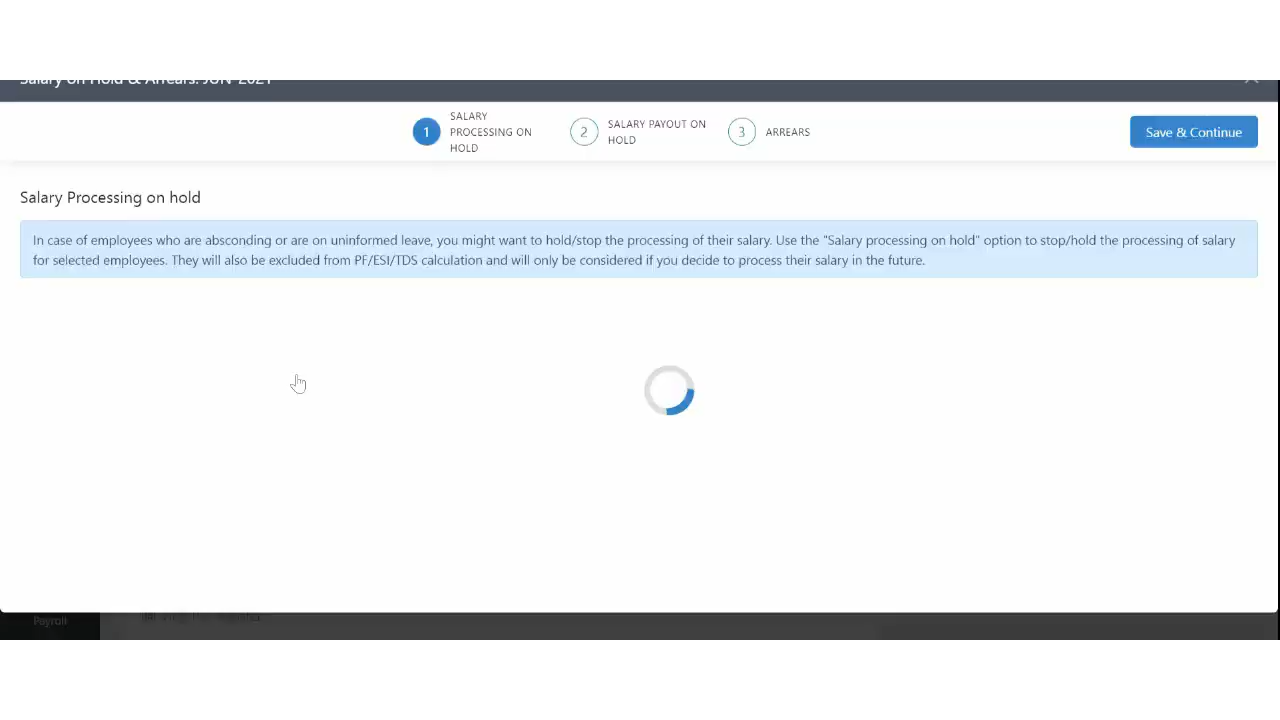 Salary on Hold & Arrears: JUN-2021
1
SALARY
PROCESSING ON
HOLD
2
SALARY PAYOUT ON
HOLD
3
ARREARS
Save & Continue
Salary Processing on hold
In case of employees who are absconding or are on uninformed leave, you might want to hold/stop the processing of their salary. Use the "Salary processing on hold" option to stop/hold the processing of salary
for selected employees. They will also be excluded from PF/ESI/TDS calculation and will only be considered if you decide to process their salary in the future.
Payroll